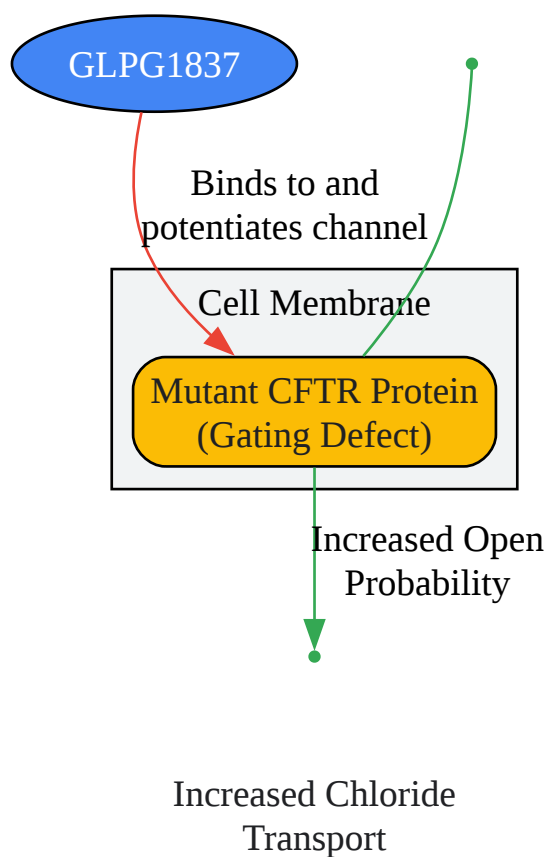 GLPG1837
Binds to and
potentiates channel
Cell Membrane
Mutant CFTR Protein
(Gating Defect)
Increased Open
Probability
Increased Chloride
Transport